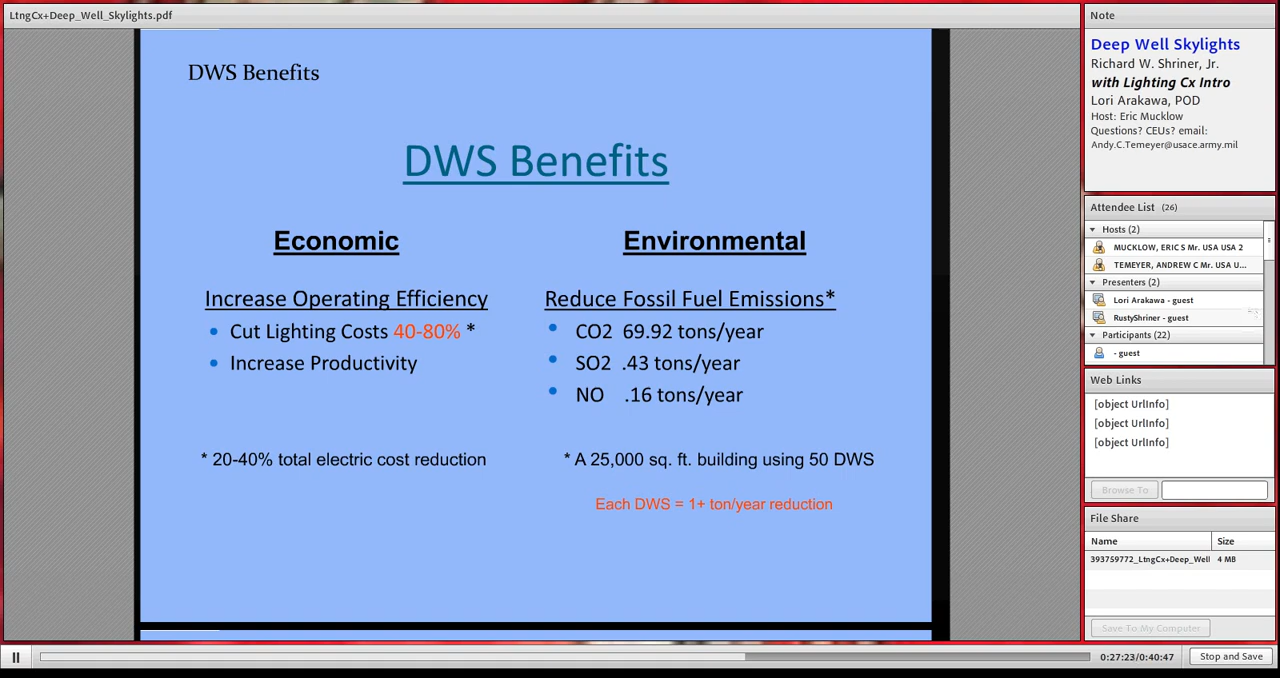 LtngCx+Deep_Well_Skylights.pdf
DWS Benefits
DWS Benefits
Economic
Increase Operating Efficiency
Cut Lighting Costs 40-80% *
Increase Productivity
* 20-40% total electric cost reduction
Environmental
Reduce Fossil Fuel Emissions*
CO2 69.92 tons/year
SO2 .43 tons/year
NO .16 tons/year
* A 25,000 sq. ft. building using 50 DWS
Each DWS = 1+ ton/year reduction
Note
Deep Well Skylights
Richard W. Shriner, Jr.
with Lighting Cx Intro
Lori Arakawa, POD
Host: Eric Mucklow
Questions? CEUs? email:
Andy.C.Temeyer@usace.army.mil
Attendee List (26)
Hosts (2)
MUCKLOW, ERIC S Mr. USA USA 2
TEMEYER, ANDREW C Mr. USA U...
Presenters (2)
Lori Arakawa - guest
RustyShriner - guest
Participants (22)
- guest
Web Links
[object UrlInfo]
[object UrlInfo]
[object UrlInfo]
Browse To
File Share
Name Size
393759772_LtngCx+Deep_Well 4 MB
Save To My Computer
0:27:23/0:40:47
Stop and Save